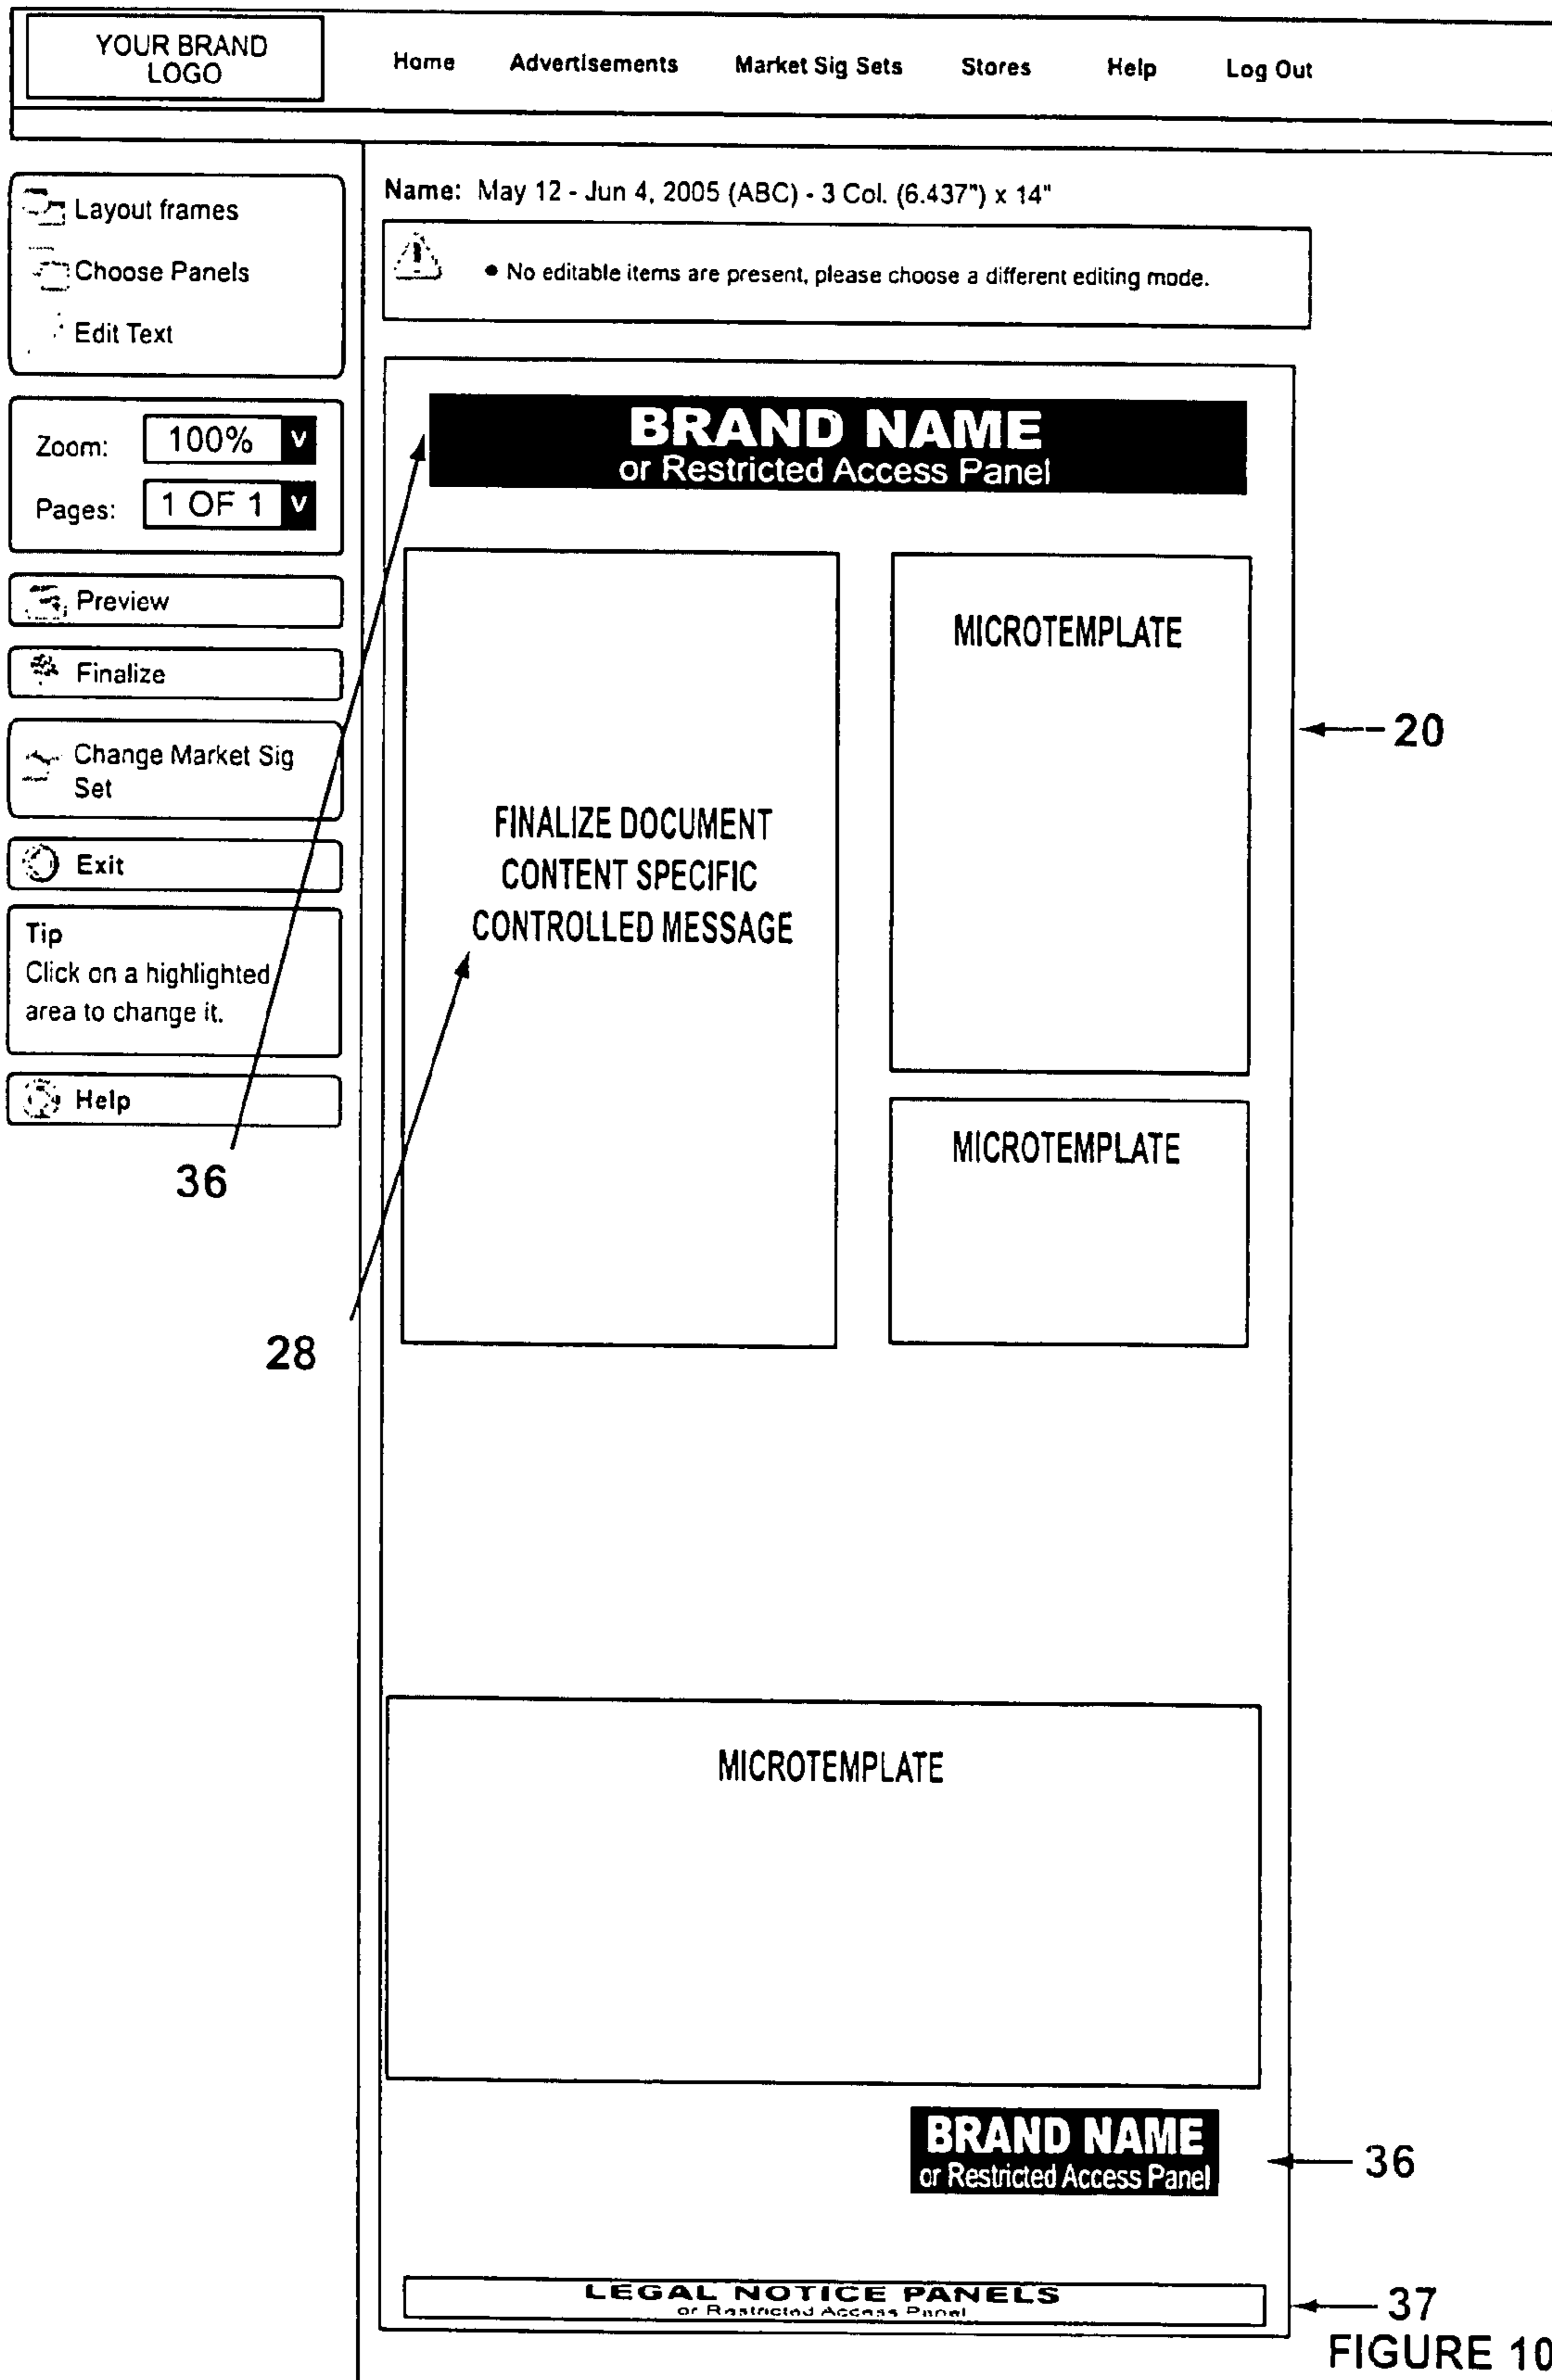 YOUR BRAND
LOGO
Home Advertisements Market Sig Sets Stores Help Log Out
Layout frames
Choose Panels
Edit Text
Zoom: 100% v
Pages: 1 OF 1 v
Preview
Finalize
Change Market Sig
Set
Exit
Tip
Click on a highlighted
area to change it.
Help
36
28
Name: May 12 - Jun 4, 2005 (ABC) - 3 Col. (6.437") x 14"
! • No editable items are present, please choose a different editing mode.
BRAND NAME
or Restricted Access Panel
FINALIZE DOCUMENT
CONTENT SPECIFIC
CONTROLLED MESSAGE
MICROTEMPLATE
20
MICROTEMPLATE
MICROTEMPLATE
BRAND NAME
or Restricted Access Panel
36
LEGAL NOTICE PANELS
or Restricted Access Panel
37
FIGURE 10